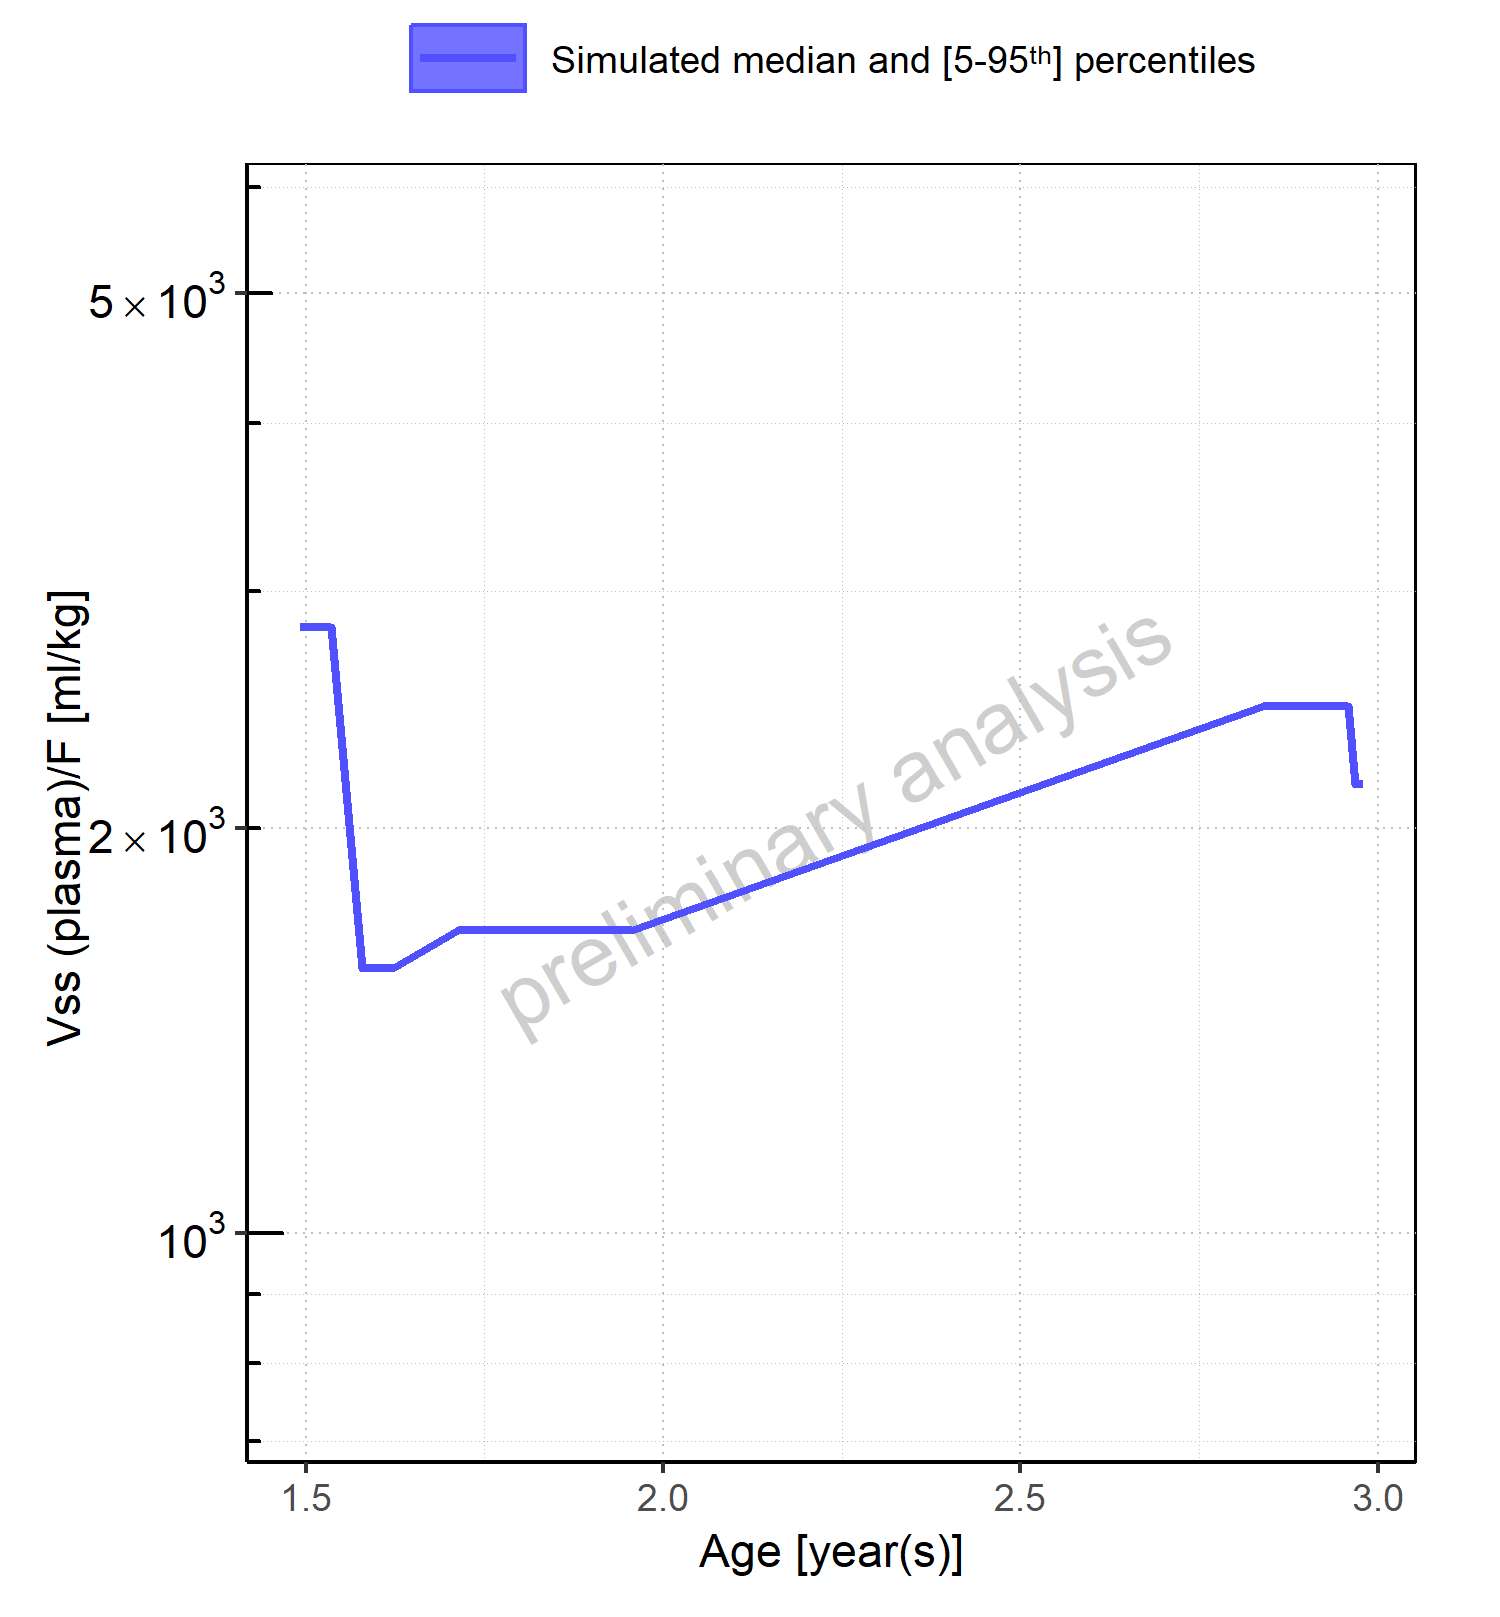 Simulated median and [5-95th] percentiles
5 × 10³
2 × 10³
10³
Vss (plasma)/F [ml/kg]
preliminary analysis
1.5 2.0 2.5 3.0
Age [year(s)]